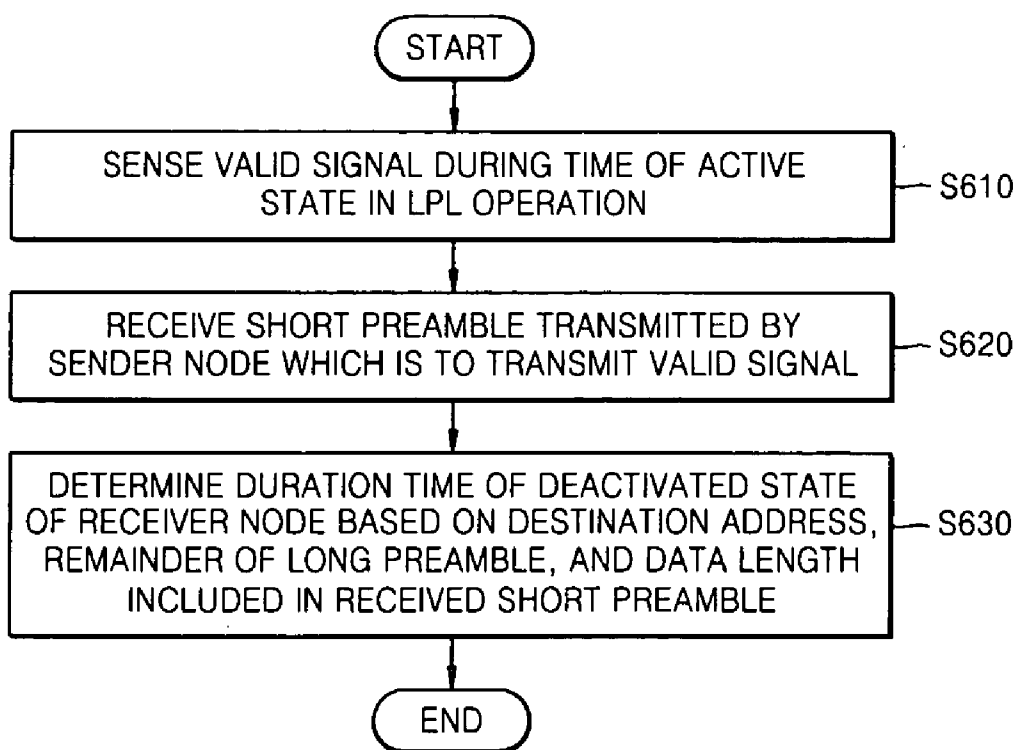 START
SENSE VALID SIGNAL DURING TIME OF ACTIVE
STATE IN LPL OPERATION
S610
RECEIVE SHORT PREAMBLE TRANSMITTED BY
SENDER NODE WHICH IS TO TRANSMIT VALID SIGNAL
S620
DETERMINE DURATION TIME OF DEACTIVATED STATE
OF RECEIVER NODE BASED ON DESTINATION ADDRESS,
REMAINDER OF LONG PREAMBLE, AND DATA LENGTH
INCLUDED IN RECEIVED SHORT PREAMBLE
S630
END